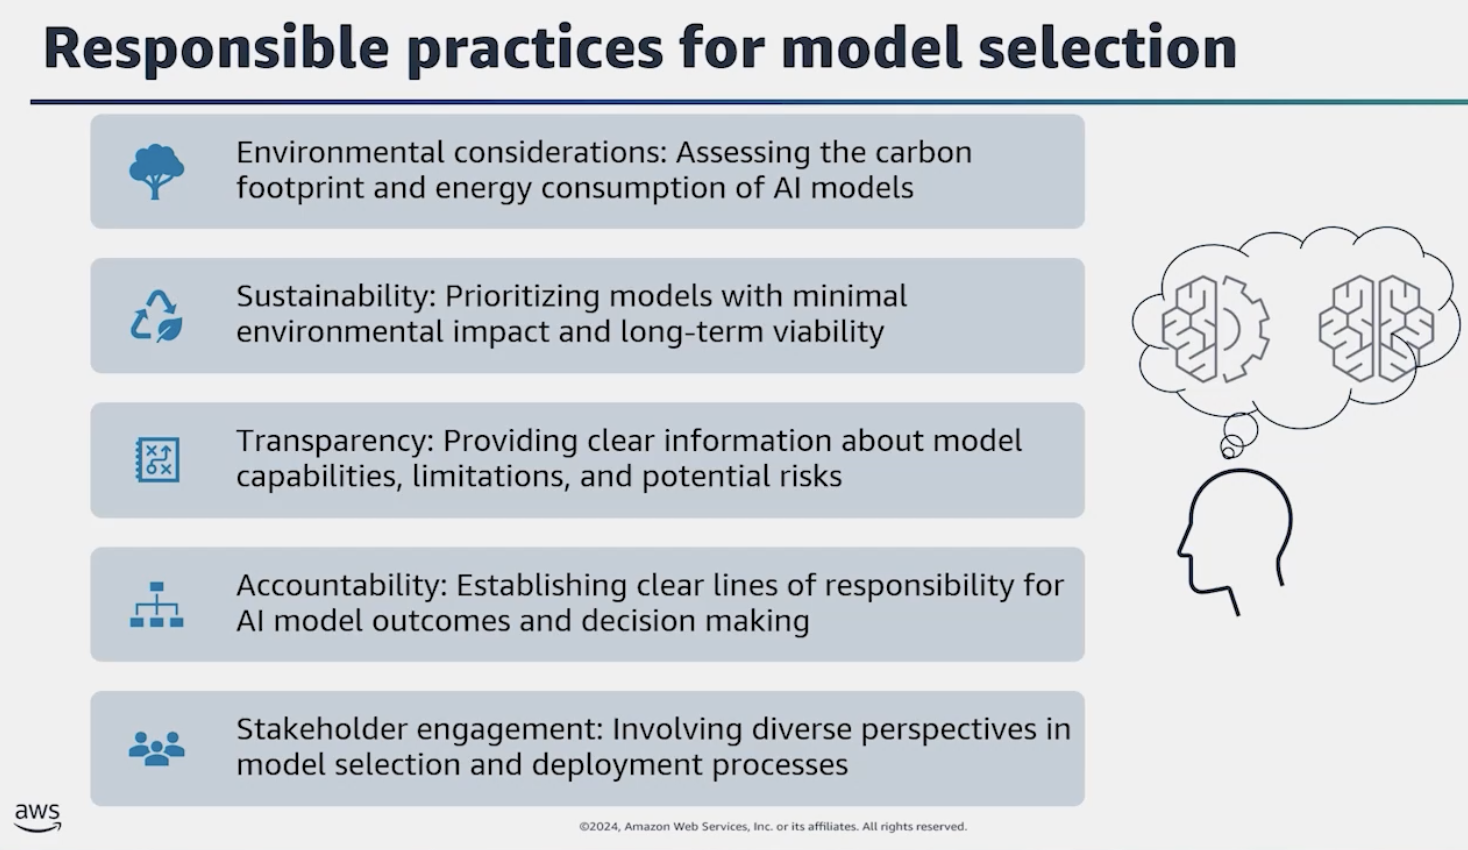 Responsible practices for model selection
Environmental considerations: Assessing the carbon
footprint and energy consumption of AI models
Sustainability: Prioritizing models with minimal
environmental impact and long-term viability
Transparency: Providing clear information about model
capabilities, limitations, and potential risks
Accountability: Establishing clear lines of responsibility for
AI model outcomes and decision making
Stakeholder engagement: Involving diverse perspectives in
model selection and deployment processes
aws
©2024, Amazon Web Services, Inc. or its affiliates. All rights reserved.